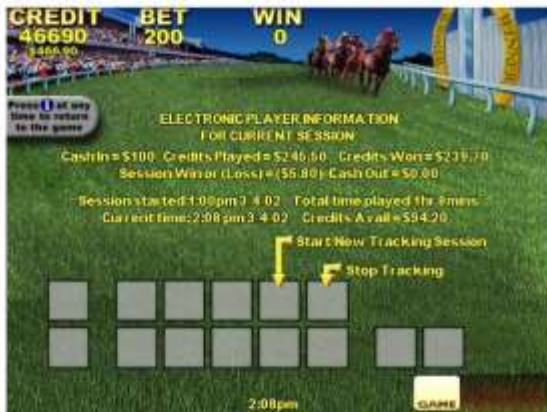 CREDIT BET WIN
46690 200 0
$466.90
Press i at any
time to return
to the game
ELECTRONIC PLAYER INFORMATION
FOR CURRENT SESSION
Cash In = $100 Credits Played = $245.50 Credits Won = $239.70
Session Win or (Loss) = ($5.80) Cash Out = $0.00
Session started 1:00pm 3 4 02 Total time played 1hr 8mins
Current time: 2:08 pm 3 4 02 Credits Avail = $94.20
Start New Tracking Session
Stop Tracking
2:08pm
GAME